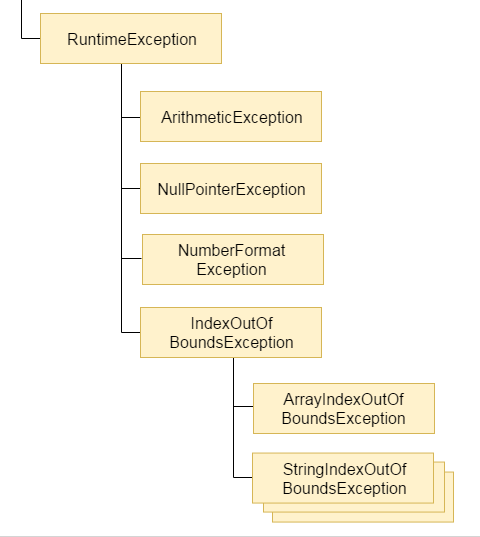 RuntimeException
ArithmeticException
NullPointerException
NumberFormat
Exception
IndexOutOf
BoundsException
ArrayIndexOutOf
BoundsException
StringIndexOutOf
BoundsException